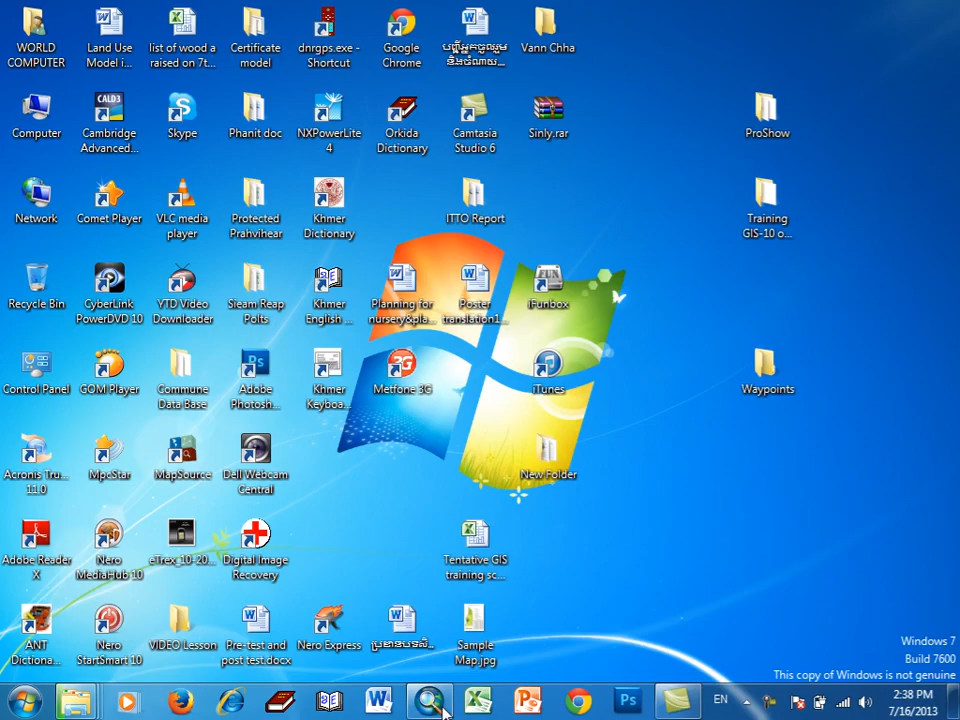 WORLD
COMPUTER
Land Use
Model i...
list of wood a
raised on 7t...
Certificate
model
dnrgps.exe -
Shortcut
Google
Chrome
Vann Chha
Computer
CALD3
Cambridge
Advanced...
Skype
Phanit doc
NXPowerLite
4
Orkida
Dictionary
Camtasia
Studio 6
Sinly.rar
ProShow
Network
Comet Player
VLC media
player
Protected
Prahvihear
Khmer
Dictionary
ITTO Report
Training
GIS-10 o...
Recycle Bin
CyberLink
PowerDVD 10
YTD Video
Downloader
Sieam Reap
Polts
Khmer
English ...
Planning for
nursery&pla...
Poster
translation1...
iFunbox
Control Panel
GOM Player
Commune
Data Base
Adobe
Photosh...
Khmer
Keyboa...
Metfone 3G
iTunes
Waypoints
Acronis Tru...
11.0
MpcStar
MapSource
Dell Webcam
Central
New Folder
Adobe Reader
X
Nero
MediaHub 10
eTrex_10-20...
Digital Image
Recovery
Tentative GIS
training sc...
ANT
Dictiona...
Nero
StartSmart 10
VIDEO Lesson
Pre-test and
post test.docx
Nero Express
Sample
Map.jpg
Windows 7
Build 7600
This copy of Windows is not genuine
EN
2:38 PM
7/16/2013